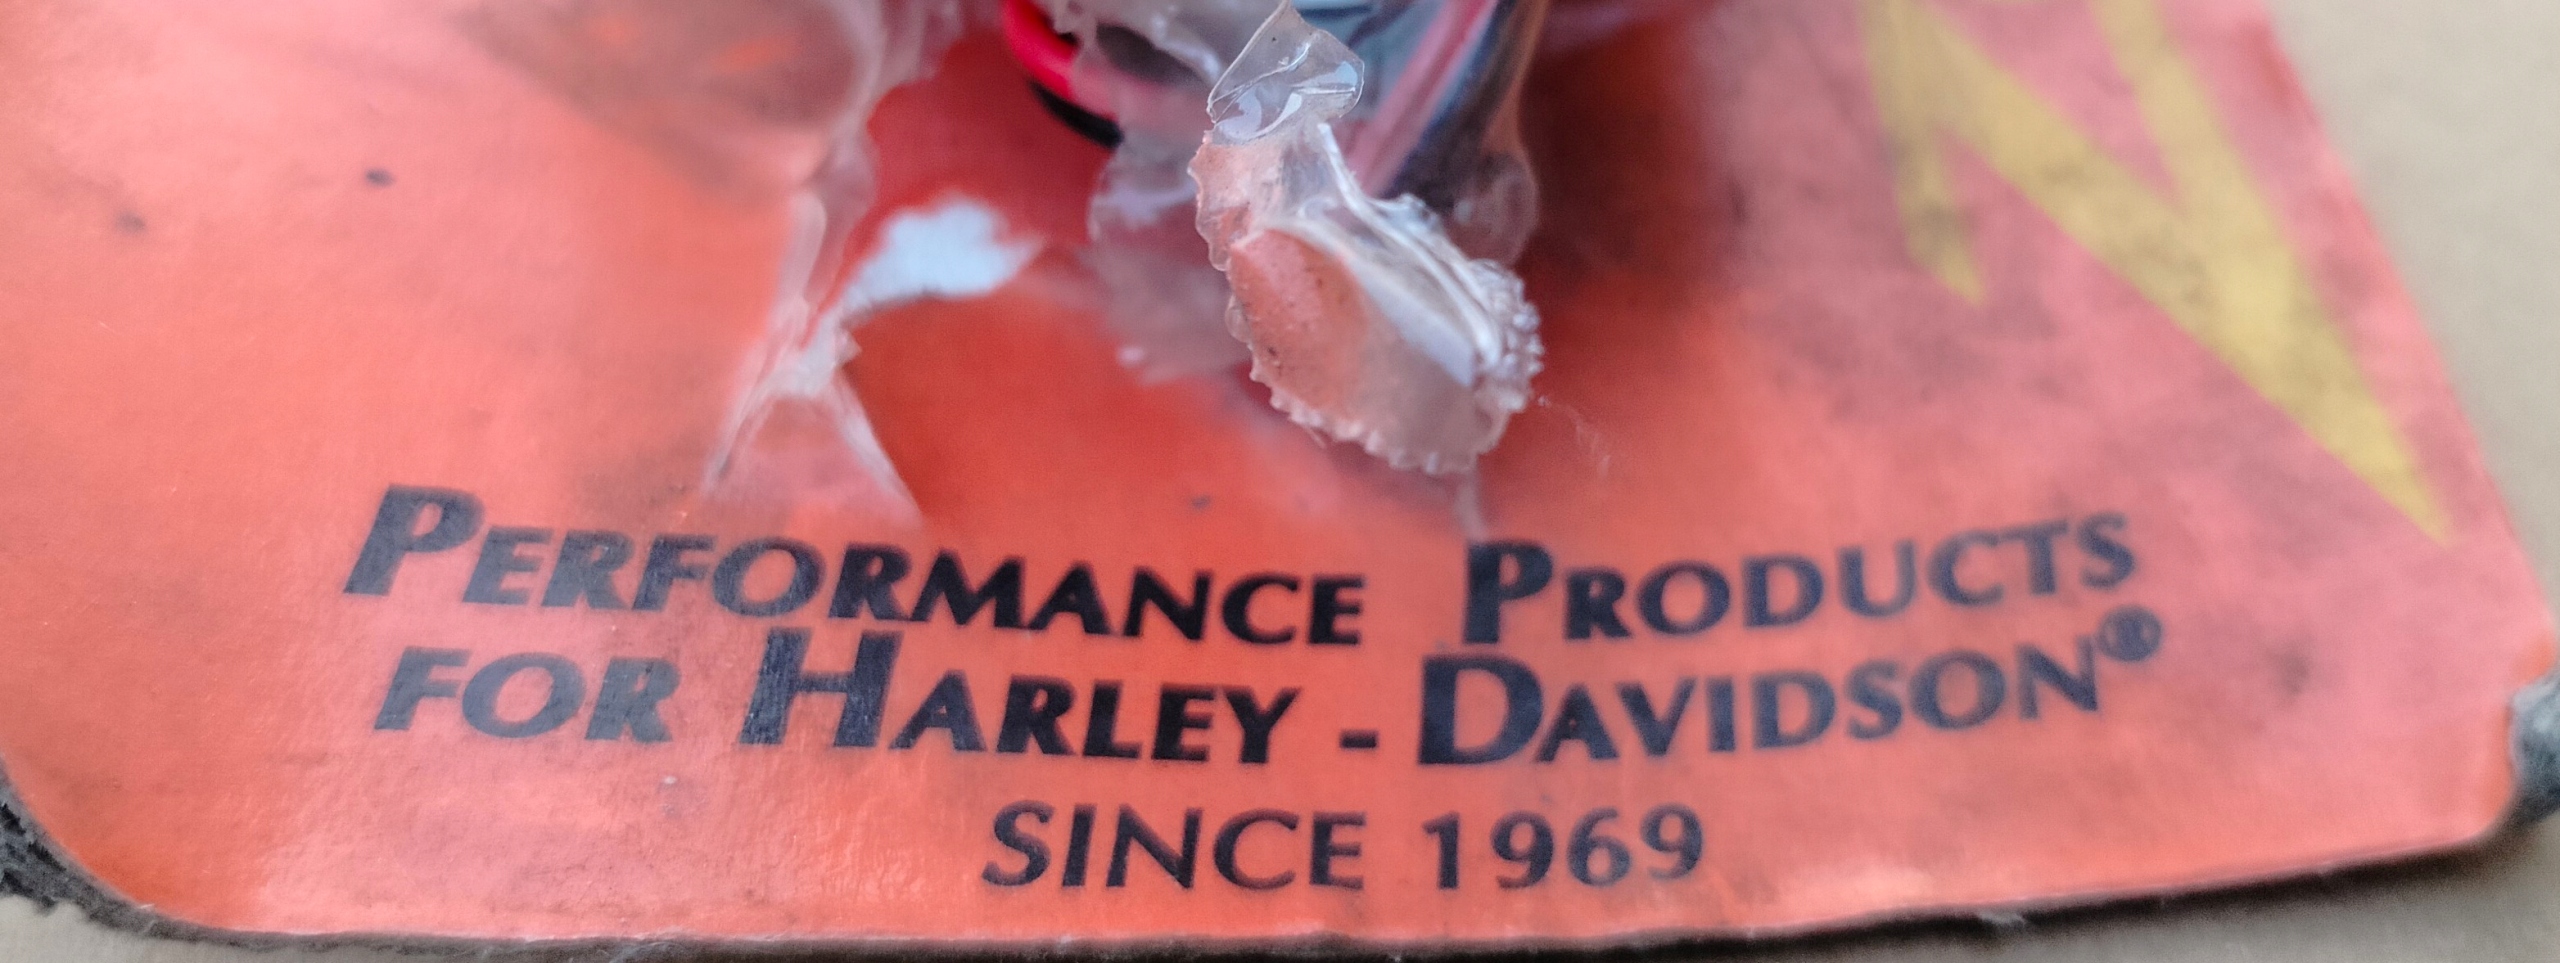 PERFORMANCE PRODUCTS
FOR HARLEY - DAVIDSON®
SINCE 1969